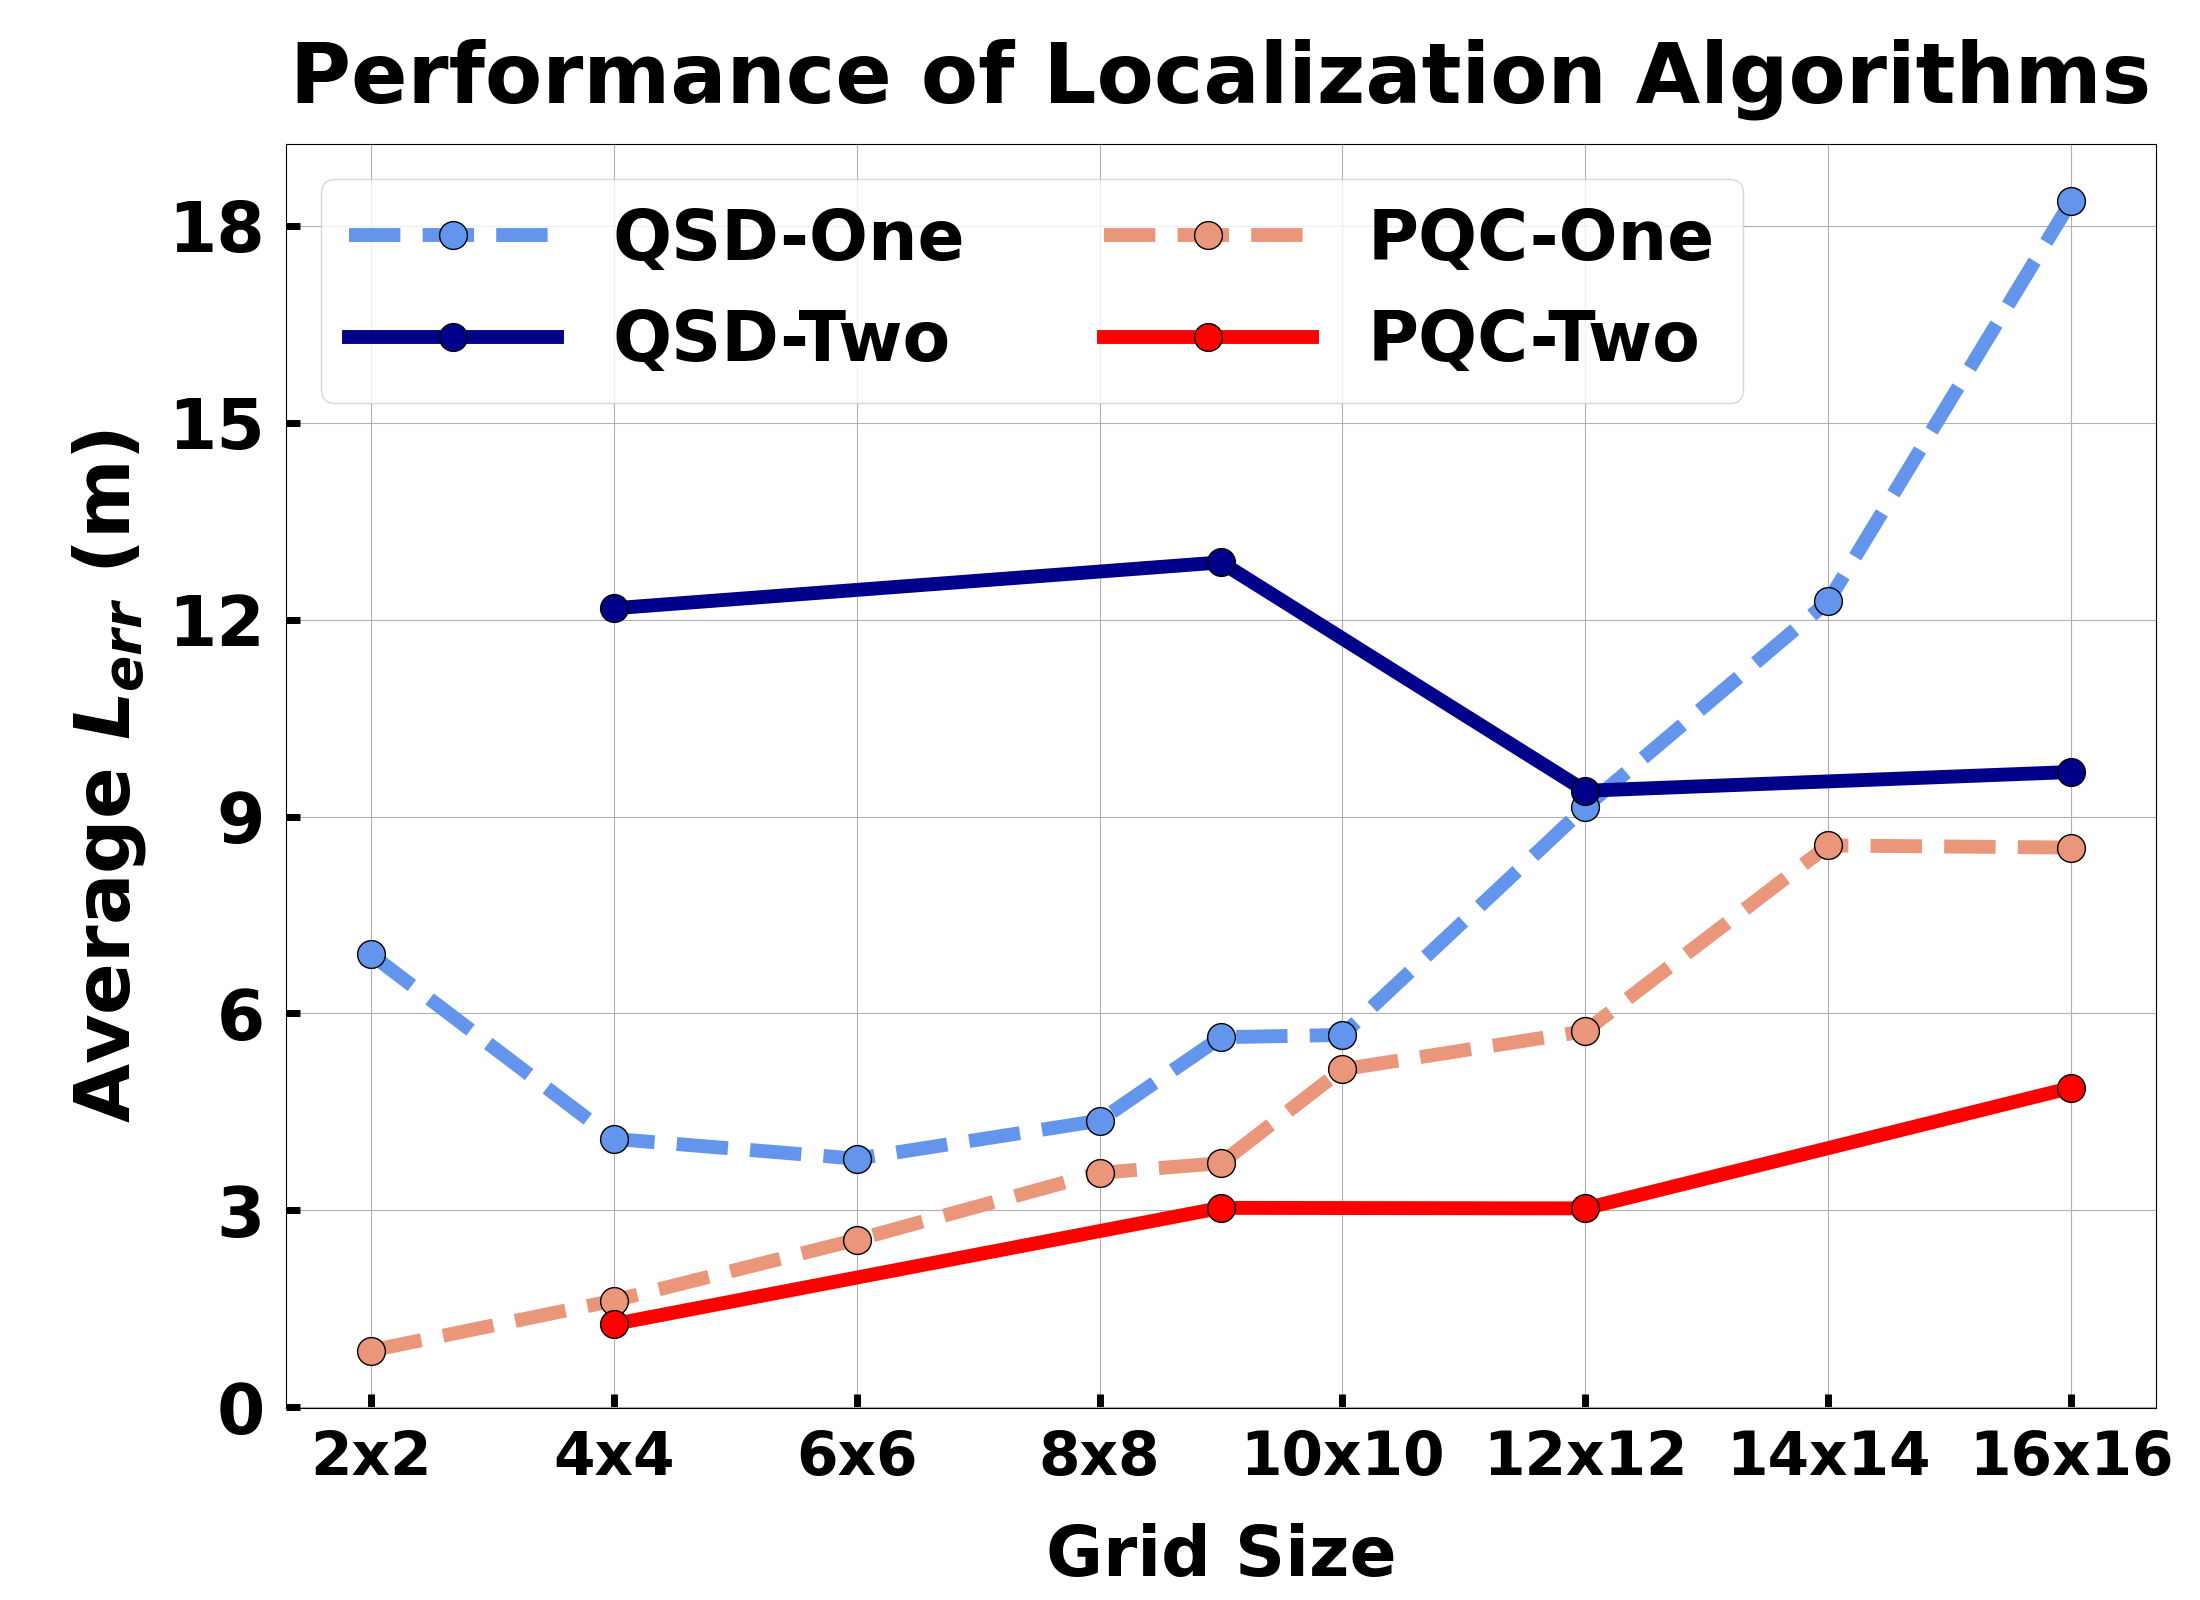 Performance of Localization Algorithms
QSD-One
QSD-Two
PQC-One
PQC-Two
Average L_err (m)
18
15
12
9
6
3
0
2x2 4x4 6x6 8x8 10x10 12x12 14x14 16x16
Grid Size